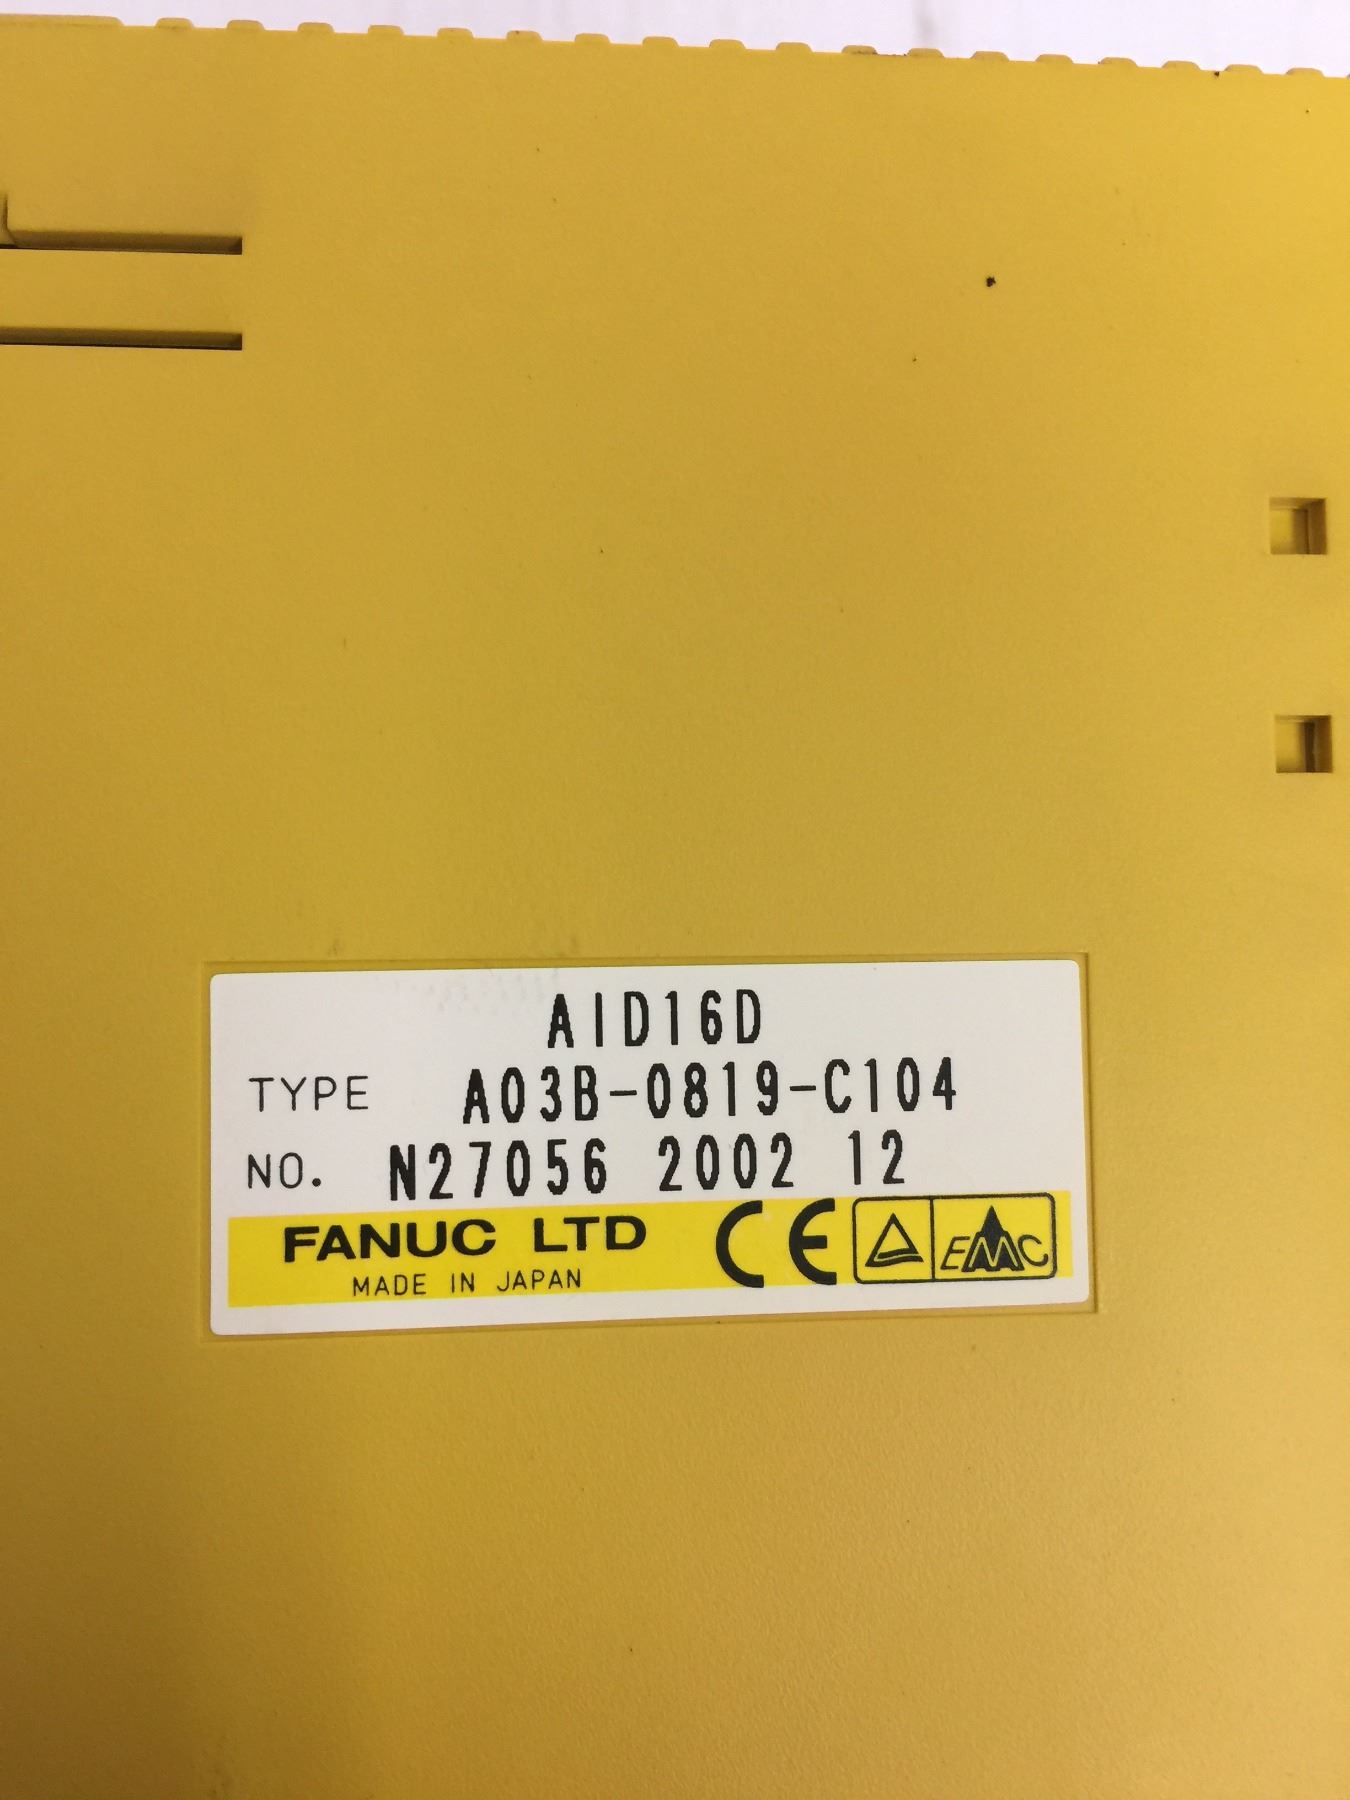 AID16D
TYPE A03B-0819-C104
NO. N27056 2002 12
FANUC LTD CE EMC
MADE IN JAPAN